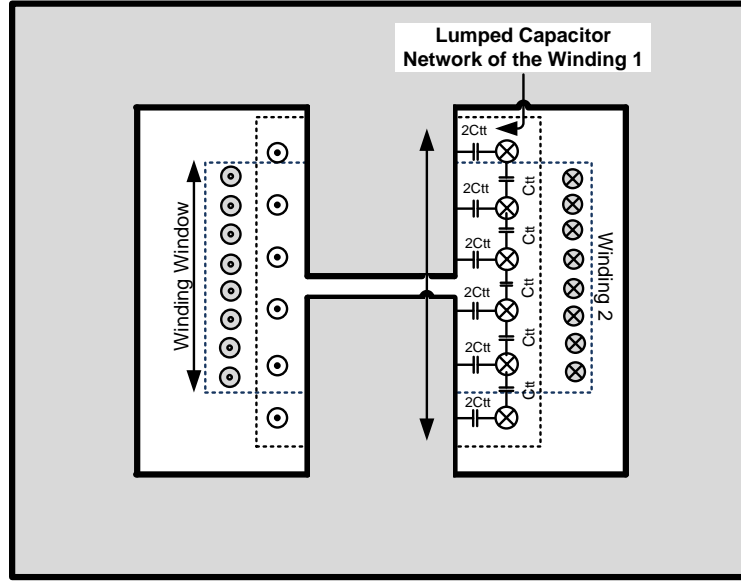 Lumped Capacitor
Network of the Winding 1
2Ctt
Ctt
2Ctt
Ctt
2Ctt
Ctt
2Ctt
Ctt
2Ctt
Ctt
2Ctt
Winding Window
Winding 2